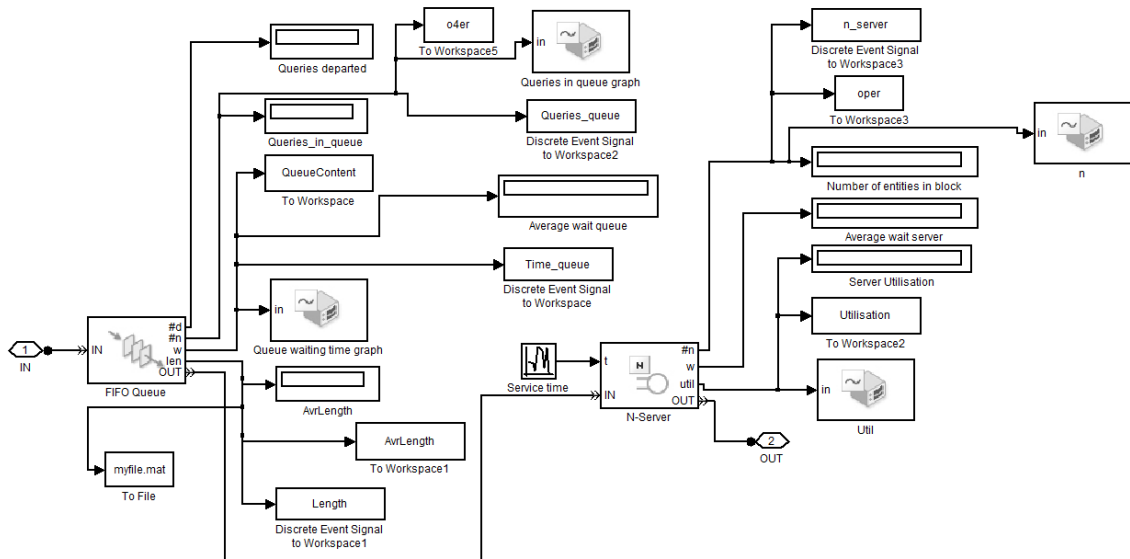 o4er
To Workspace5
Queries departed
in
Queries in queue graph
Queries_in_queue
Queries_queue
Discrete Event Signal
to Workspace2
QueueContent
To Workspace
Average wait queue
Time_queue
Discrete Event Signal
to Workspace
in
Queue waiting time graph
1
IN
IN
#d
#n
w
len
OUT
FIFO Queue
AvrLength
AvrLength
To Workspace1
myfile.mat
To File
Length
Discrete Event Signal
to Workspace1
n_server
Discrete Event Signal
to Workspace3
oper
To Workspace3
in
n
Number of entities in block
Average wait server
Server Utilisation
Utilisation
To Workspace2
in
Util
Service time
t
IN
N
#n
w
util
OUT
N-Server
2
OUT